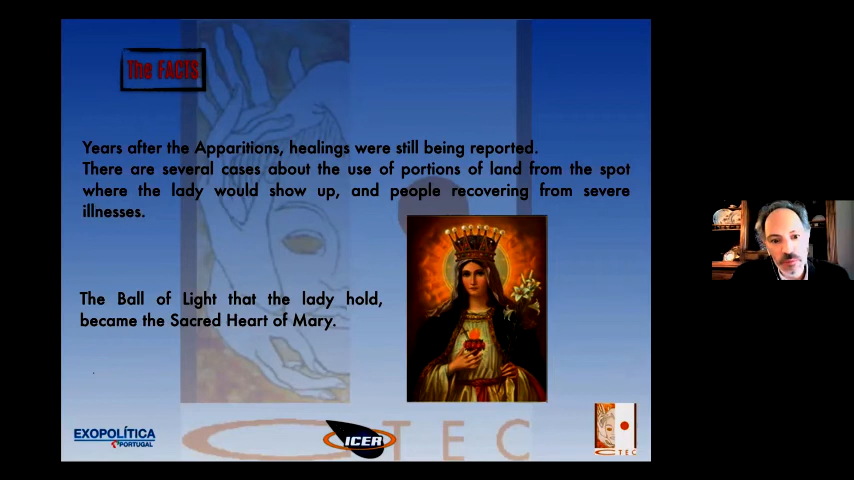 The FACTS
Years after the Apparitions, healings were still being reported.
There are several cases about the use of portions of land from the spot
where the lady would show up, and people recovering from severe
illnesses.
The Ball of Light that the lady hold,
became the Sacred Heart of Mary.
EXOPOLÍTICA
PORTUGAL
ICER
CTEC
CTEC